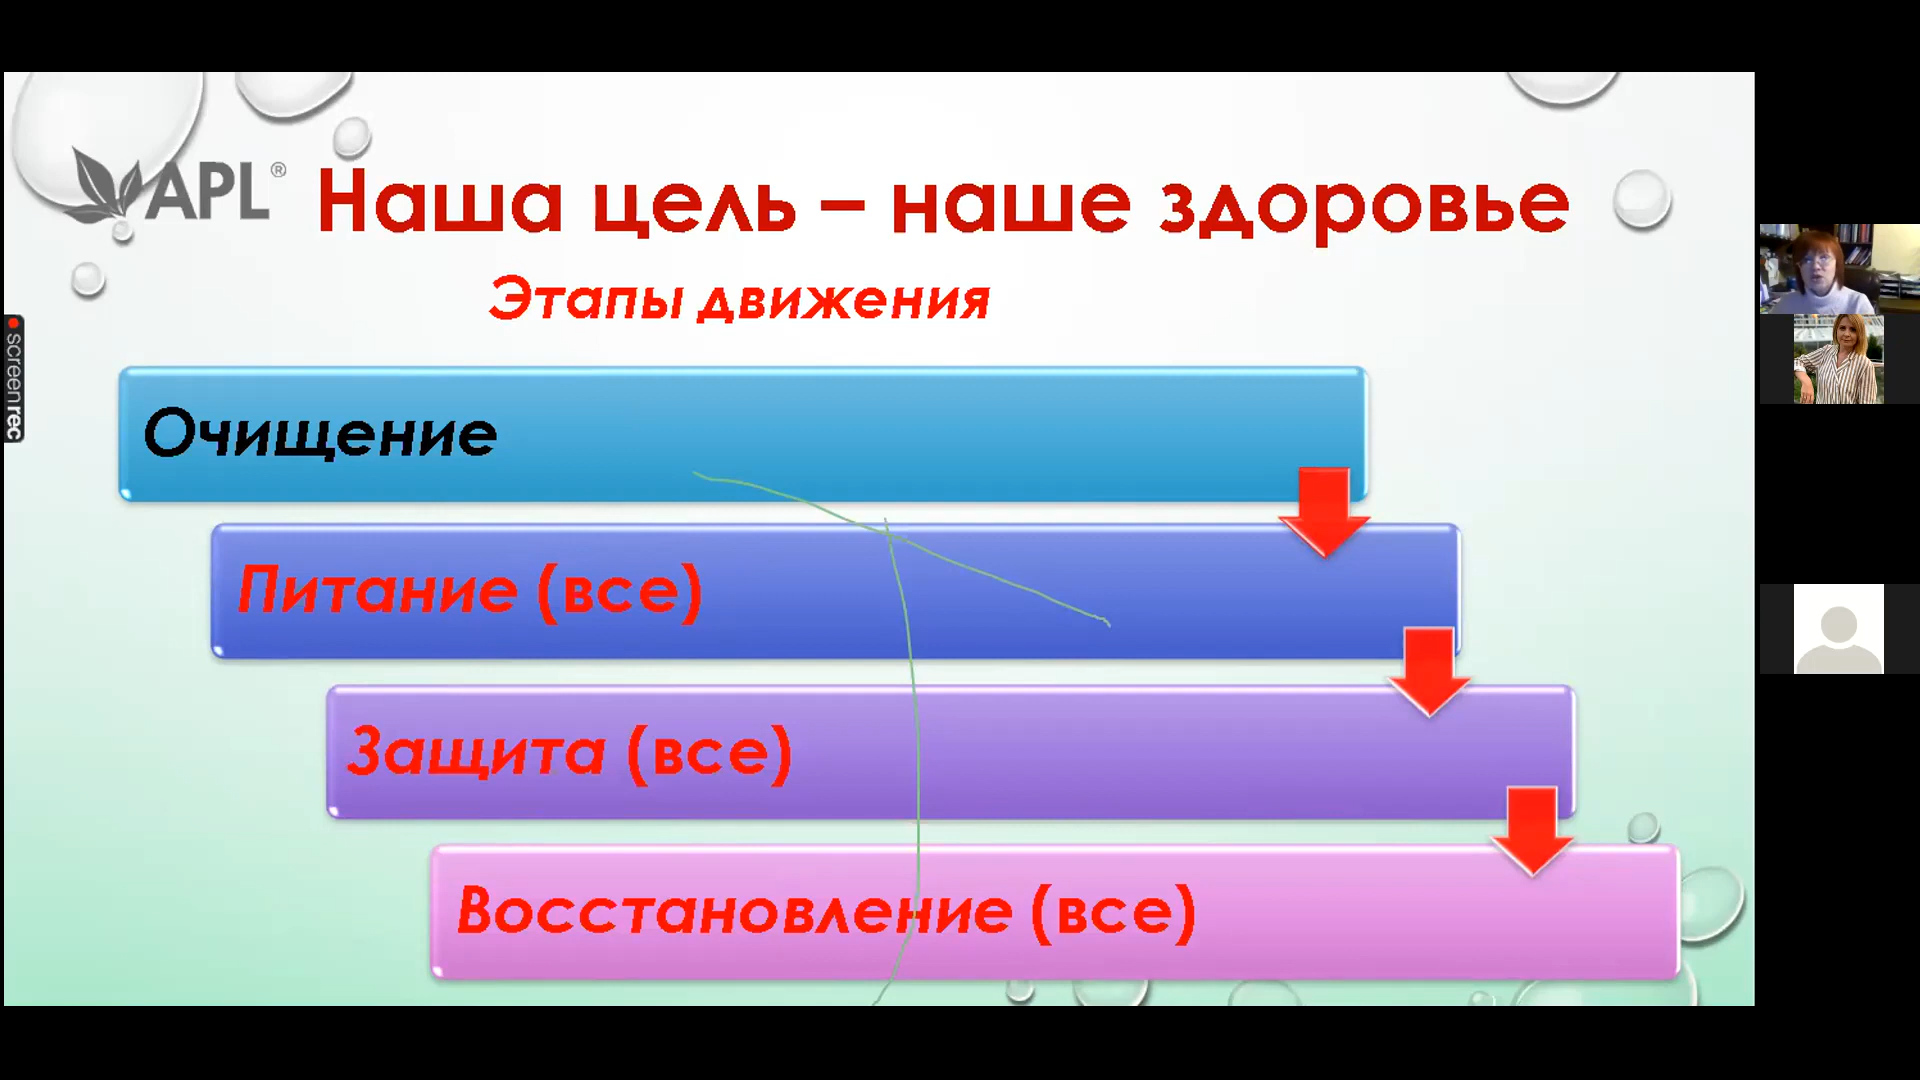 APL®
Наша цель – наше здоровье
Этапы движения
Очищение
Питание (все)
Защита (все)
Восстановление (все)
screenrec